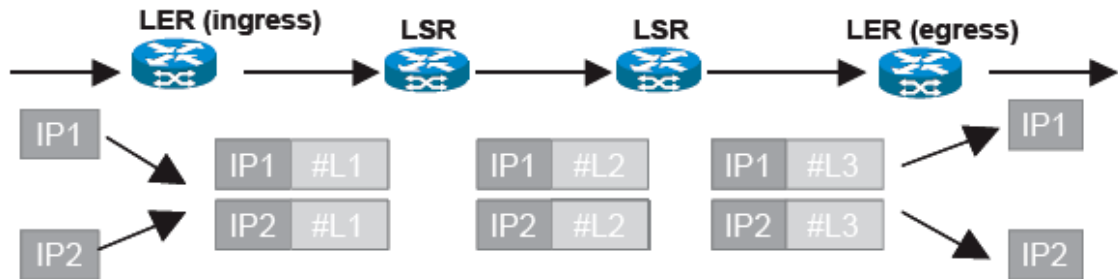 LER (ingress)
LSR
LSR
LER (egress)
IP1
IP1
IP1 #L1
IP1 #L2
IP1 #L3
IP2 #L1
IP2 #L2
IP2 #L3
IP2
IP2